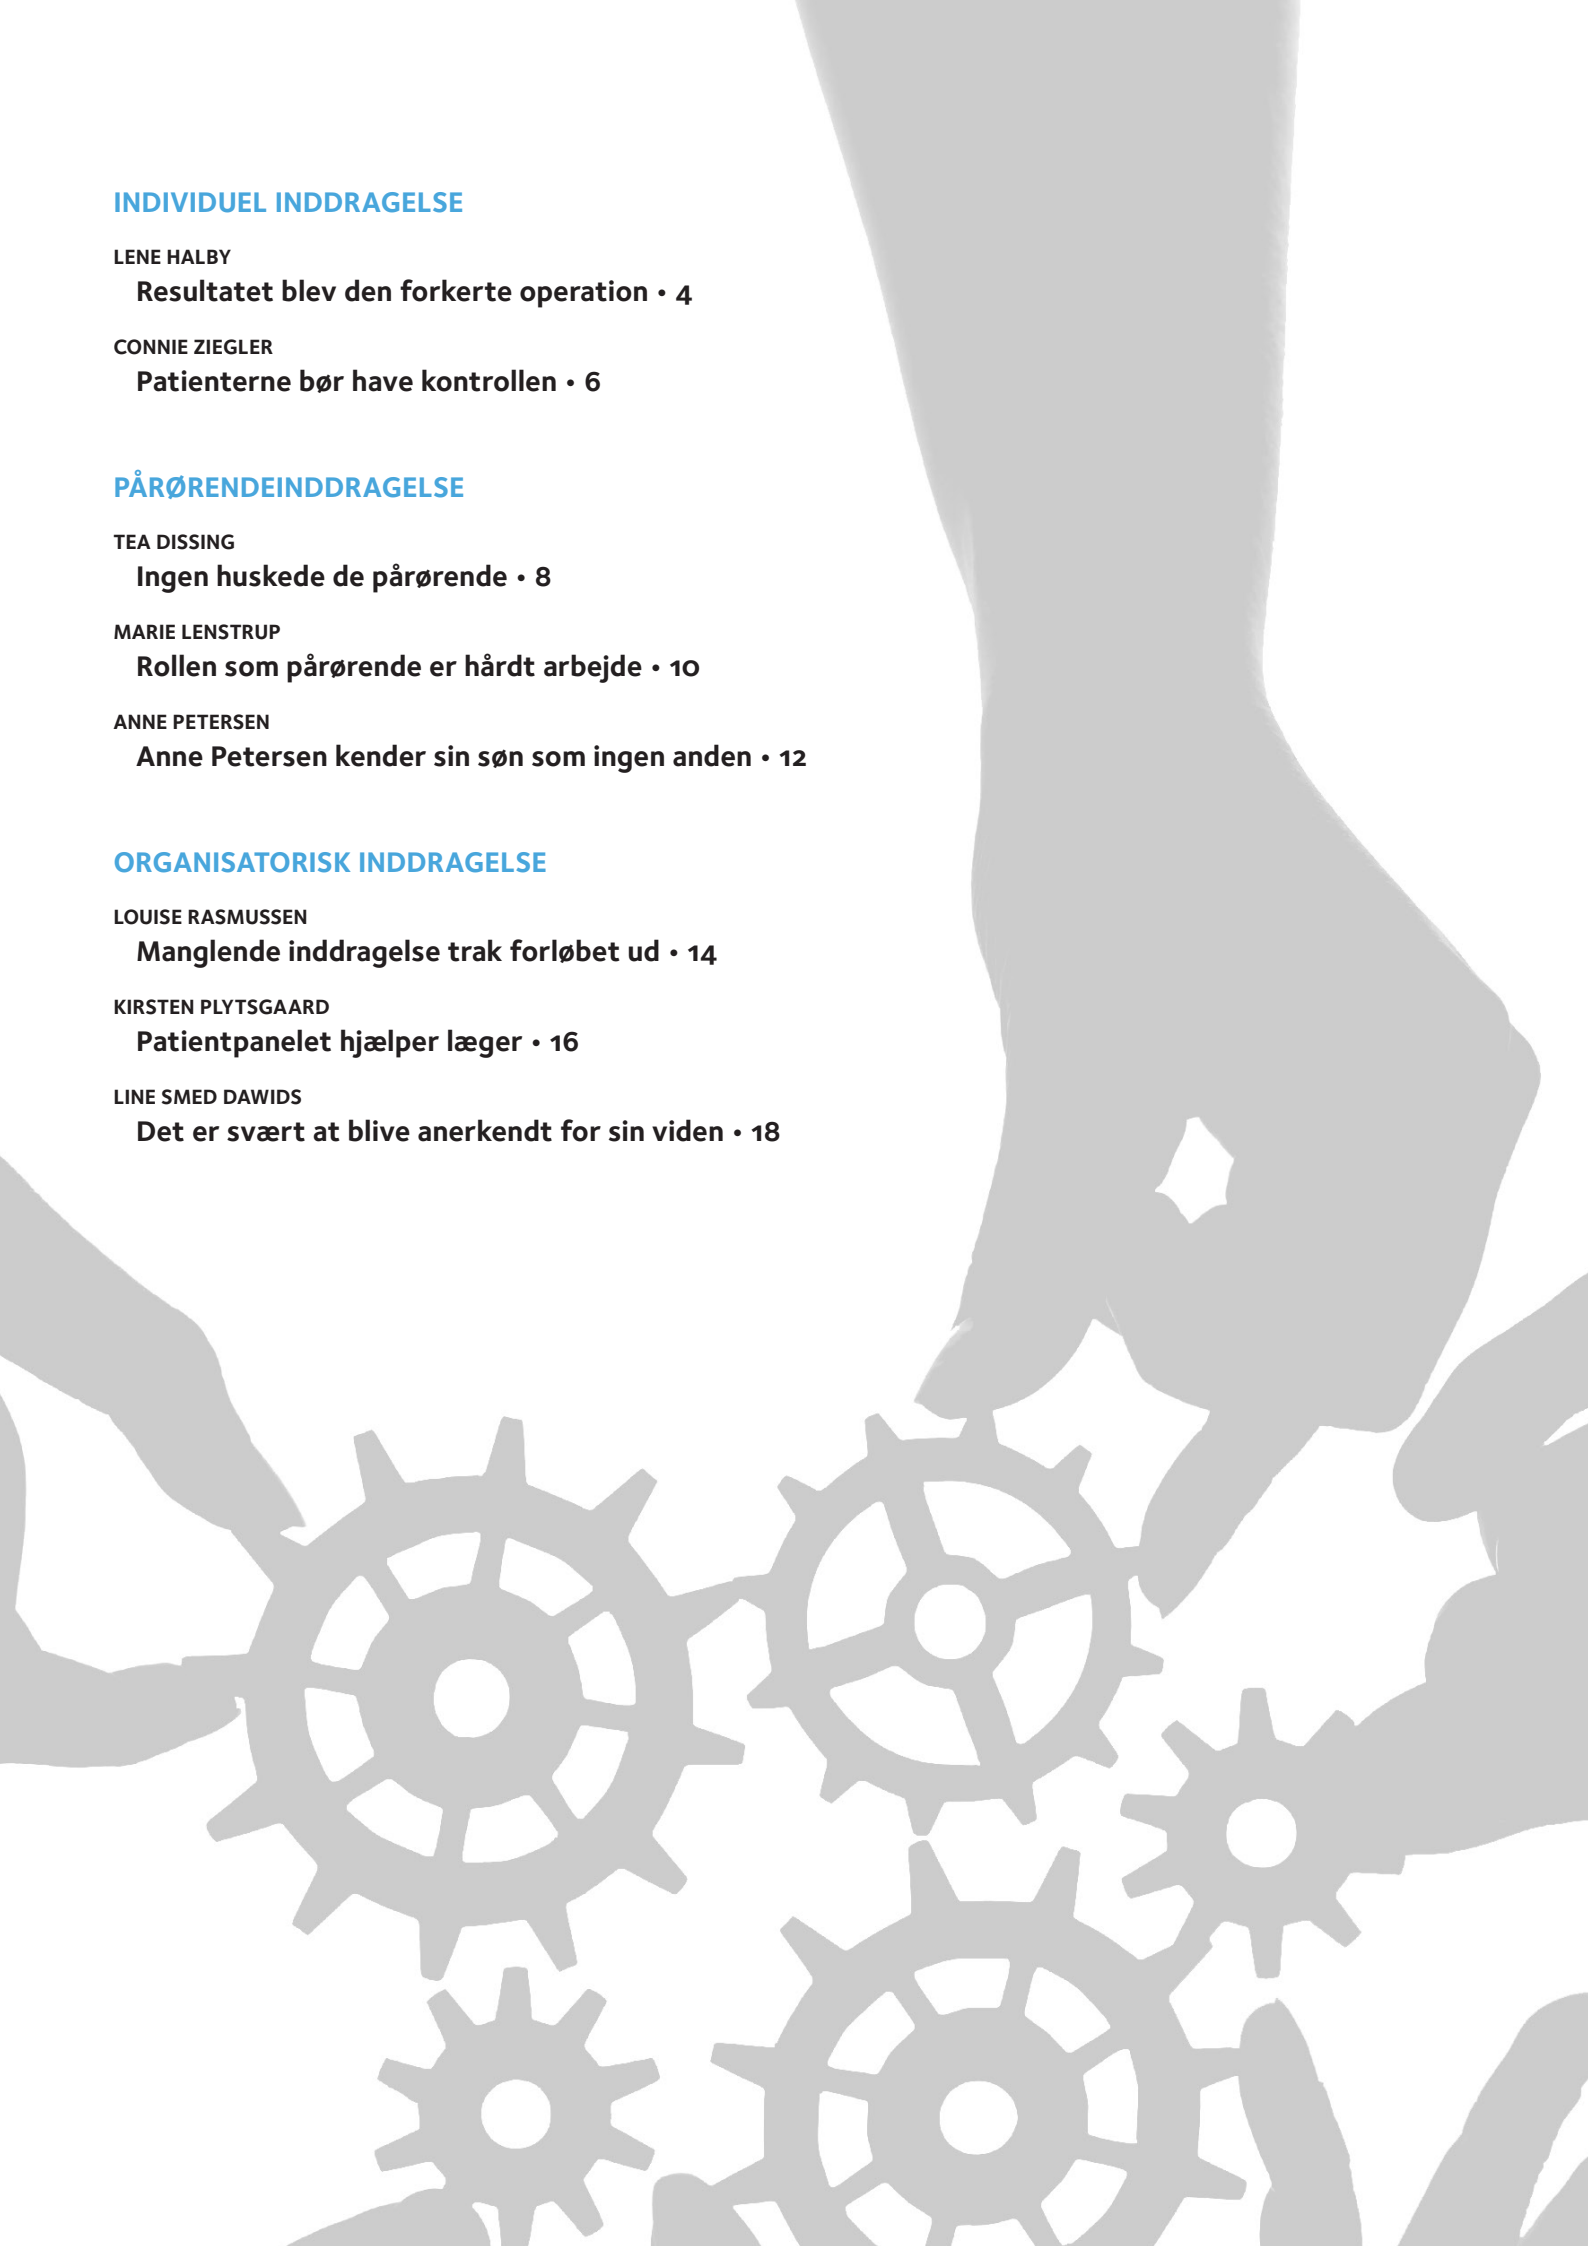 INDIVIDUEL INDDRAGELSE
LENE HALBY
Resultatet blev den forkerte operation • 4
CONNIE ZIEGLER
Patienterne bør have kontrollen • 6
PÅRØRENDEINDDRAGELSE
TEA DISSING
Ingen huskede de pårørende • 8
MARIE LENSTRUP
Rollen som pårørende er hårdt arbejde • 10
ANNE PETERSEN
Anne Petersen kender sin søn som ingen anden • 12
ORGANISATORISK INDDRAGELSE
LOUISE RASMUSSEN
Manglende inddragelse trak forløbet ud • 14
KIRSTEN PLYTSGAARD
Patientpanelet hjælper læger • 16
LINE SMED DAWIDS
Det er svært at blive anerkendt for sin viden • 18